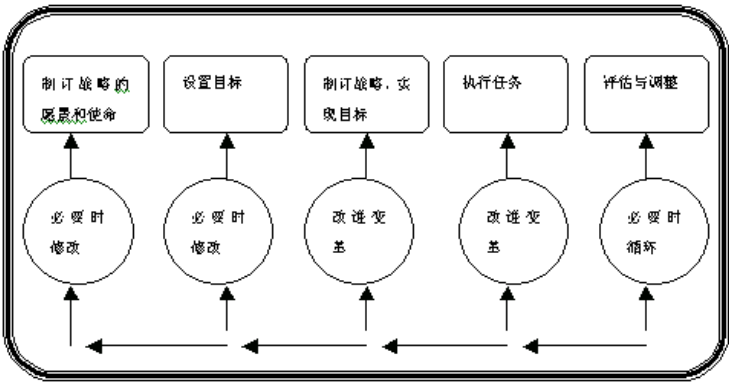 制订战略的
愿景和使命
设置目标
制订战略，实
现目标
执行任务
评估与调整
必要时
修改
必要时
修改
改进变
革
改进变
革
必要时
循环